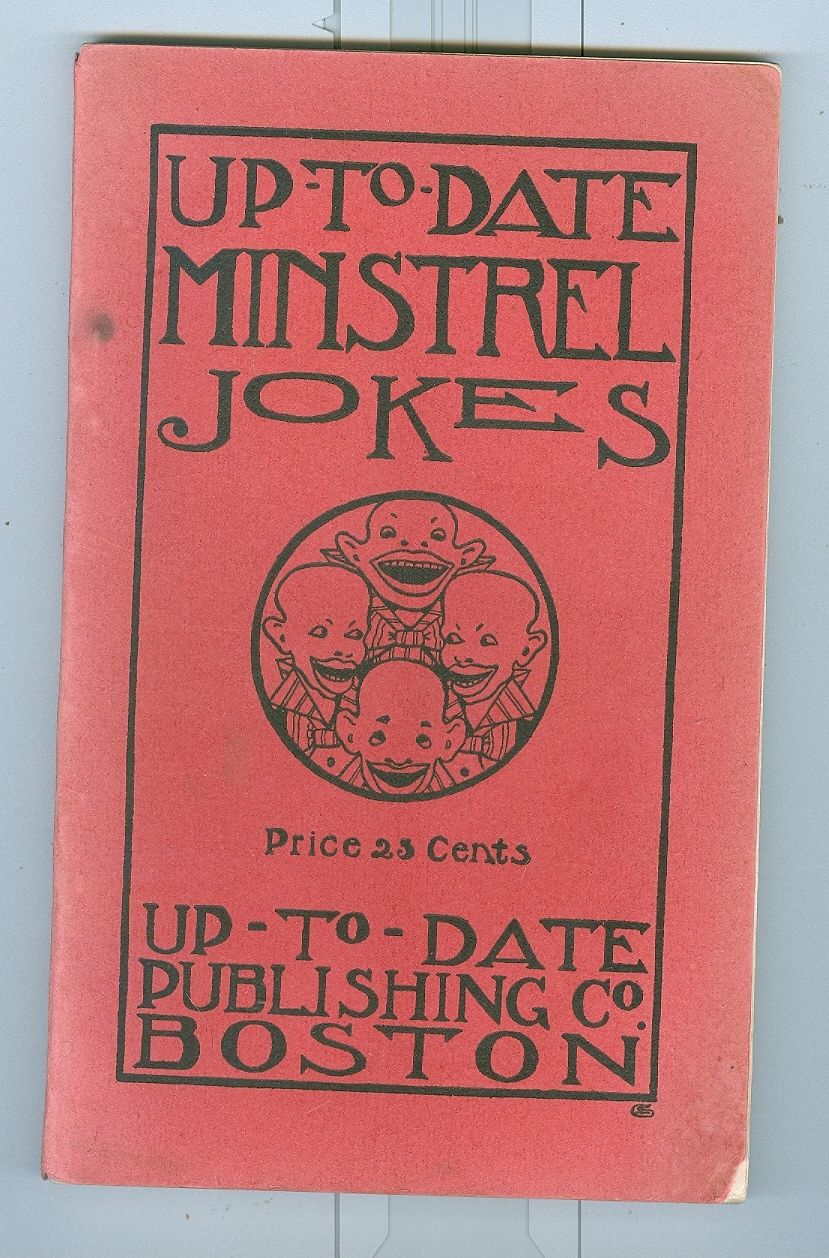 UP-TO-DATE
MINSTREL
JOKES
Price 25 Cents
UP-TO-DATE
PUBLISHING CO.
BOSTON